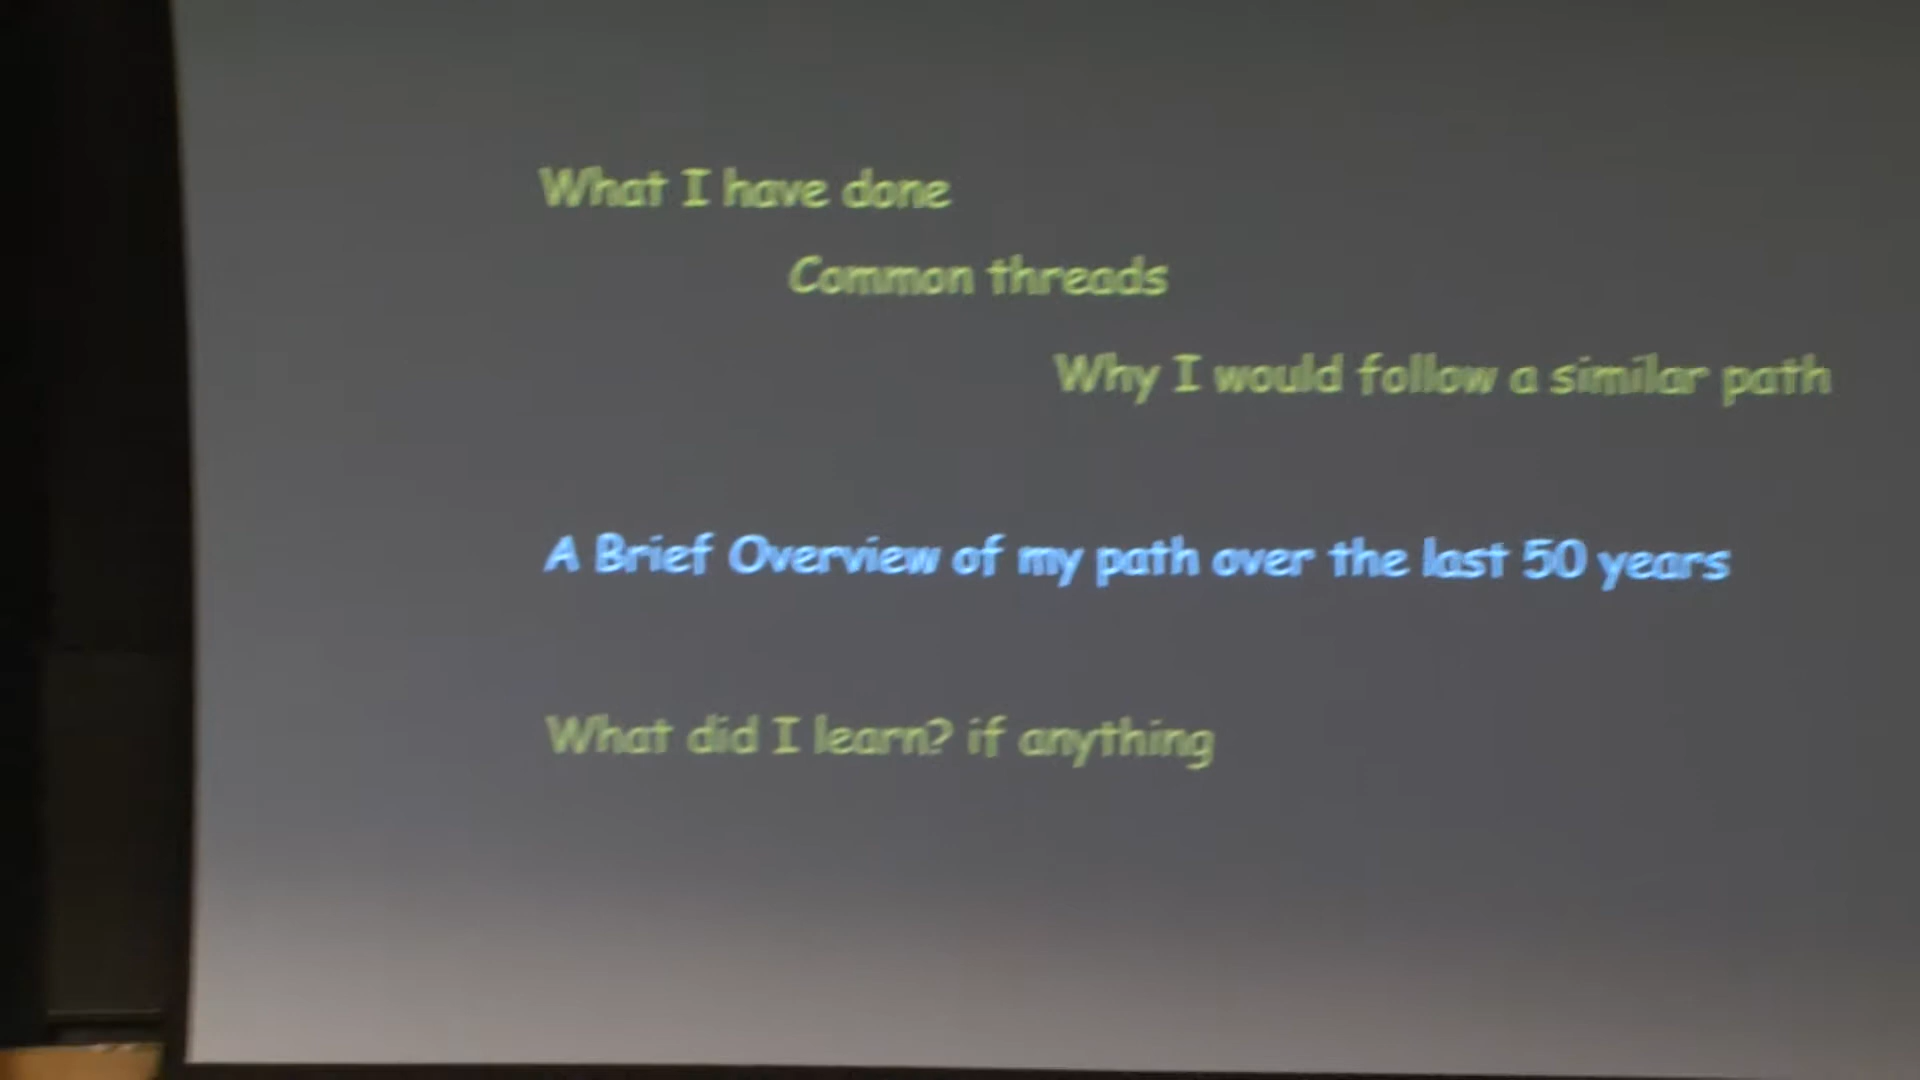 What I have done
Common threads
Why I would follow a similar path
A Brief Overview of my path over the last 50 years
What did I learn? if anything